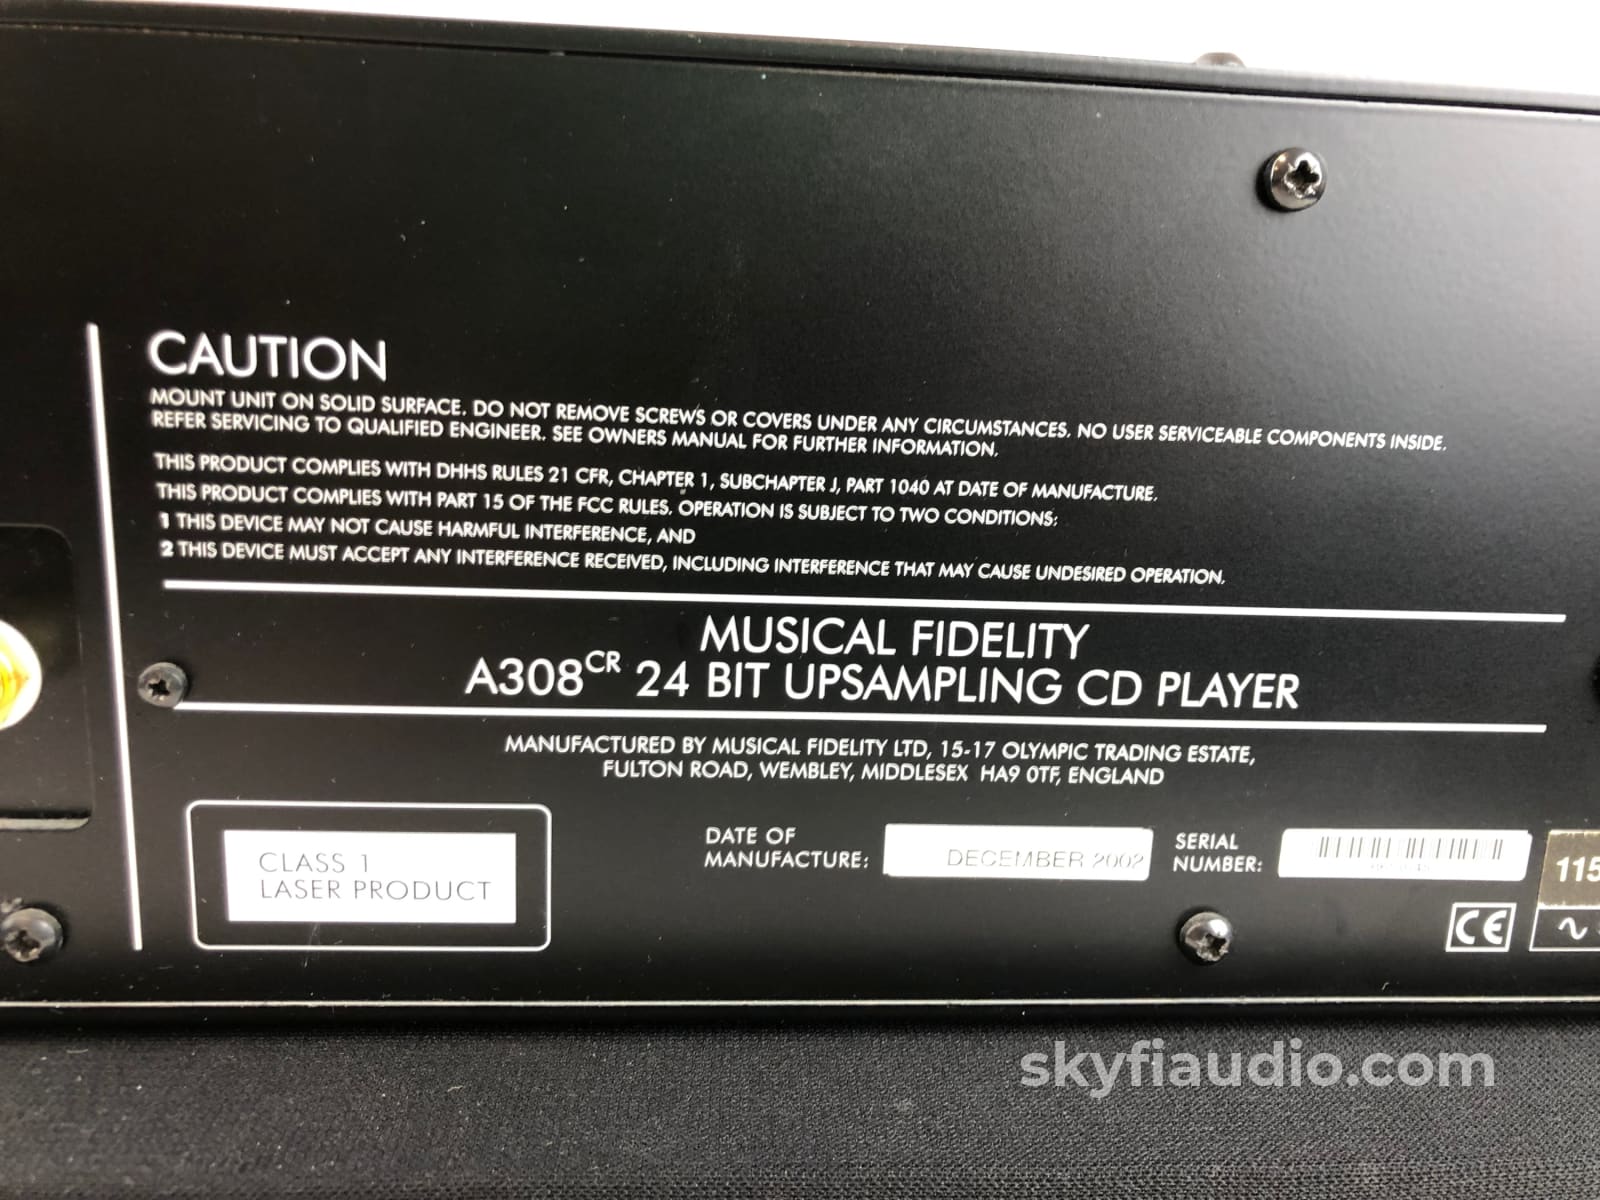 CAUTION
MOUNT UNIT ON SOLID SURFACE. DO NOT REMOVE SCREWS OR COVERS UNDER ANY CIRCUMSTANCES. NO USER SERVICEABLE COMPONENTS INSIDE.
REFER SERVICING TO QUALIFIED ENGINEER. SEE OWNERS MANUAL FOR FURTHER INFORMATION.
THIS PRODUCT COMPLIES WITH DHHS RULES 21 CFR, CHAPTER 1, SUBCHAPTER J, PART 1040 AT DATE OF MANUFACTURE.
THIS PRODUCT COMPLIES WITH PART 15 OF THE FCC RULES. OPERATION IS SUBJECT TO TWO CONDITIONS:
1 THIS DEVICE MAY NOT CAUSE HARMFUL INTERFERENCE, AND
2 THIS DEVICE MUST ACCEPT ANY INTERFERENCE RECEIVED, INCLUDING INTERFERENCE THAT MAY CAUSE UNDESIRED OPERATION.
MUSICAL FIDELITY
A308CR 24 BIT UPSAMPLING CD PLAYER
MANUFACTURED BY MUSICAL FIDELITY LTD, 15-17 OLYMPIC TRADING ESTATE,
FULTON ROAD, WEMBLEY, MIDDLESEX HA9 0TF, ENGLAND
CLASS 1
LASER PRODUCT
DATE OF
MANUFACTURE:
DECEMBER 2002
SERIAL
NUMBER:
115
CE
skyfiaudio.com